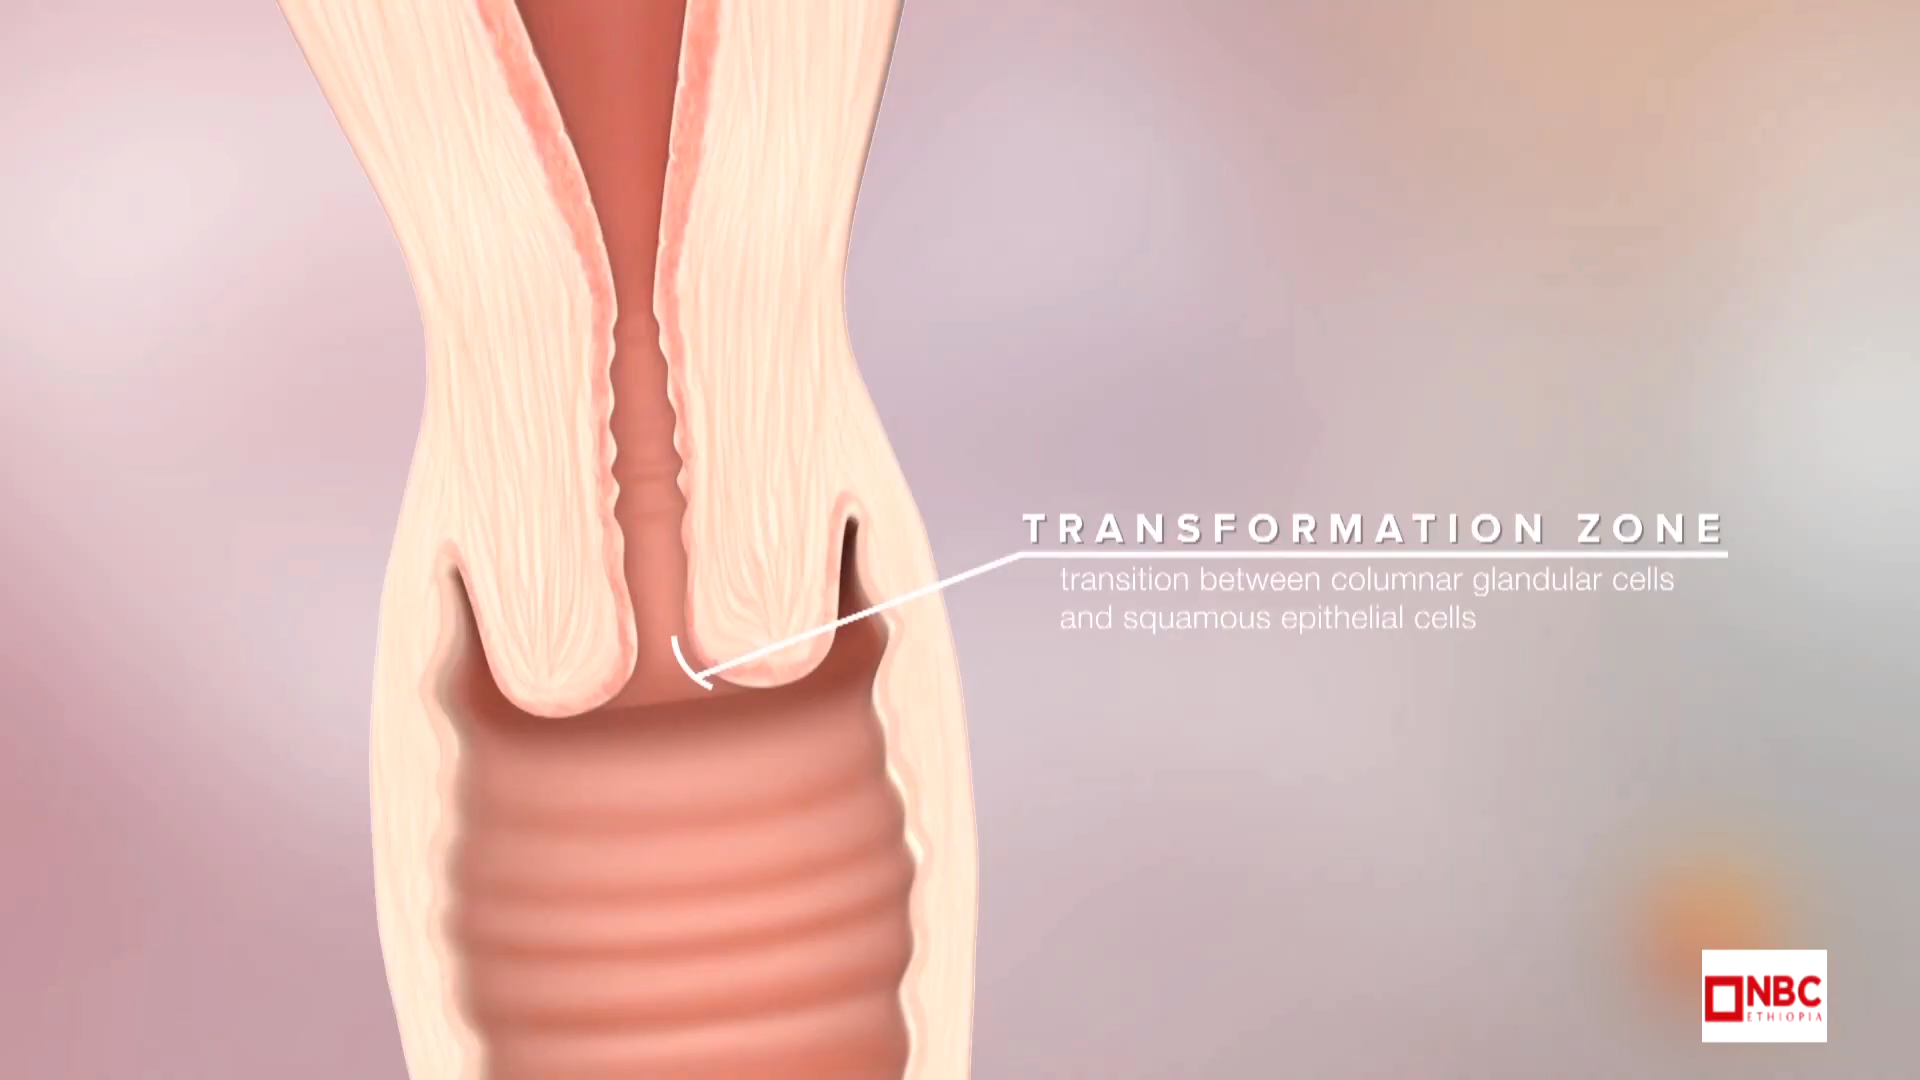 TRANSFORMATION ZONE
transition between columnar glandular cells
and squamous epithelial cells
NBC
ETHIOPIA